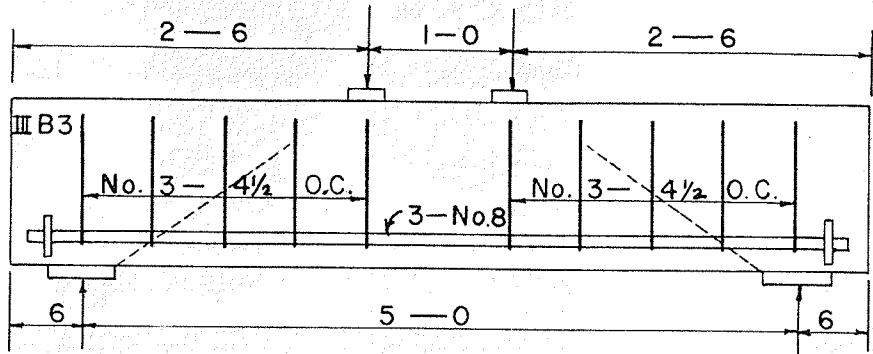 2 — 6 1-0 2 — 6
III B3
No. 3 — 4½ O.C. No. 3 — 4½ O.C.
3-No.8
6 5 — 0 6